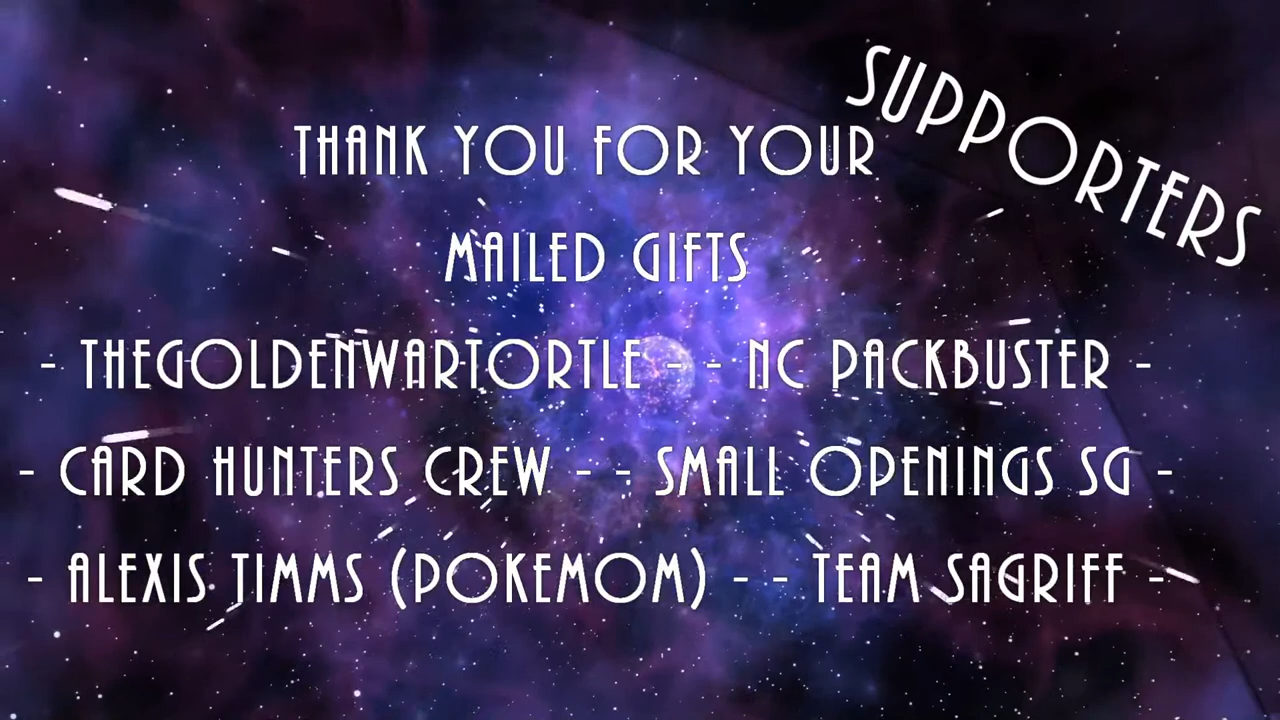 SUPPORTERS
THANK YOU FOR YOUR
MAILED GIFTS
- THEGOLDENWARTORTLE - - NC PACKBUSTER -
- CARD HUNTERS CREW - - SMALL OPENINGS SG -
- ALEXIS TIMMS (POKEMOM) - - TEAM SAGRIFF -